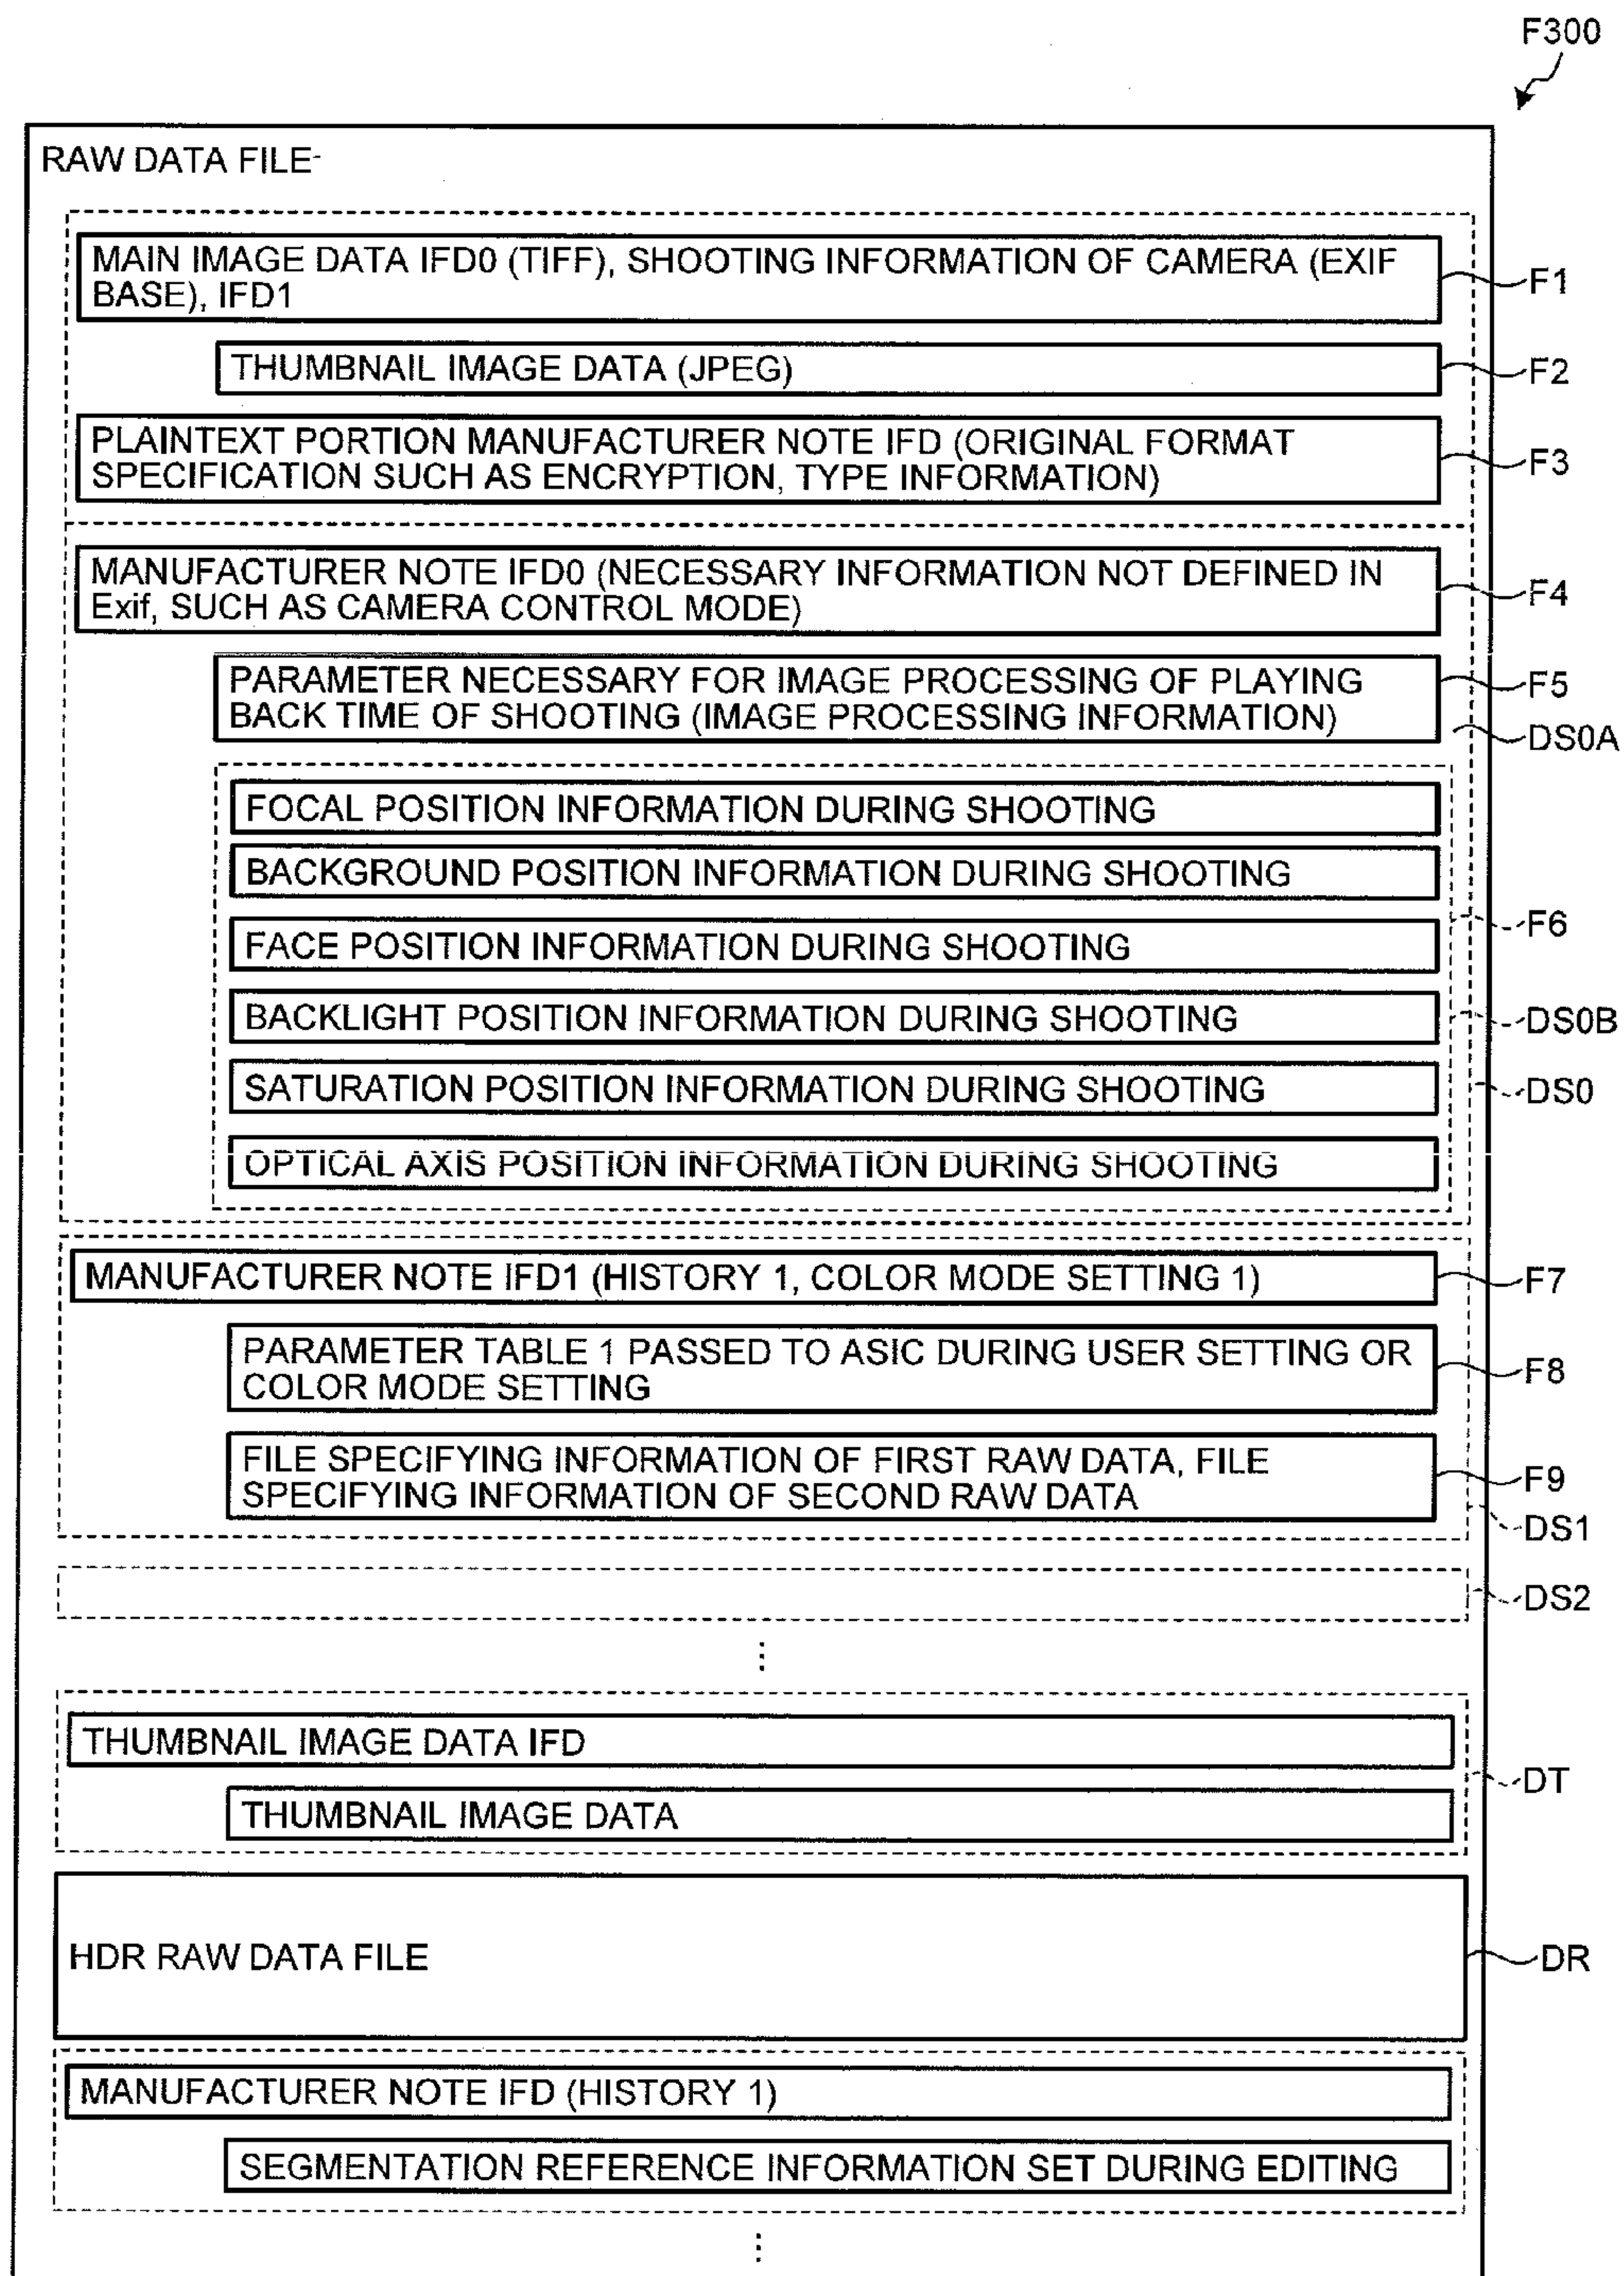 F300
RAW DATA FILE
MAIN IMAGE DATA IFD0 (TIFF), SHOOTING INFORMATION OF CAMERA (EXIF
BASE), IFD1
F1
THUMBNAIL IMAGE DATA (JPEG)
F2
PLAINTEXT PORTION MANUFACTURER NOTE IFD (ORIGINAL FORMAT
SPECIFICATION SUCH AS ENCRYPTION, TYPE INFORMATION)
F3
MANUFACTURER NOTE IFD0 (NECESSARY INFORMATION NOT DEFINED IN
Exif, SUCH AS CAMERA CONTROL MODE)
F4
PARAMETER NECESSARY FOR IMAGE PROCESSING OF PLAYING
BACK TIME OF SHOOTING (IMAGE PROCESSING INFORMATION)
F5
DS0A
FOCAL POSITION INFORMATION DURING SHOOTING
BACKGROUND POSITION INFORMATION DURING SHOOTING
FACE POSITION INFORMATION DURING SHOOTING
F6
BACKLIGHT POSITION INFORMATION DURING SHOOTING
DS0B
SATURATION POSITION INFORMATION DURING SHOOTING
DS0
OPTICAL AXIS POSITION INFORMATION DURING SHOOTING
MANUFACTURER NOTE IFD1 (HISTORY 1, COLOR MODE SETTING 1)
F7
PARAMETER TABLE 1 PASSED TO ASIC DURING USER SETTING OR
COLOR MODE SETTING
F8
FILE SPECIFYING INFORMATION OF FIRST RAW DATA, FILE
SPECIFYING INFORMATION OF SECOND RAW DATA
F9
DS1
DS2
⋮
THUMBNAIL IMAGE DATA IFD
DT
THUMBNAIL IMAGE DATA
HDR RAW DATA FILE
DR
MANUFACTURER NOTE IFD (HISTORY 1)
SEGMENTATION REFERENCE INFORMATION SET DURING EDITING
⋮